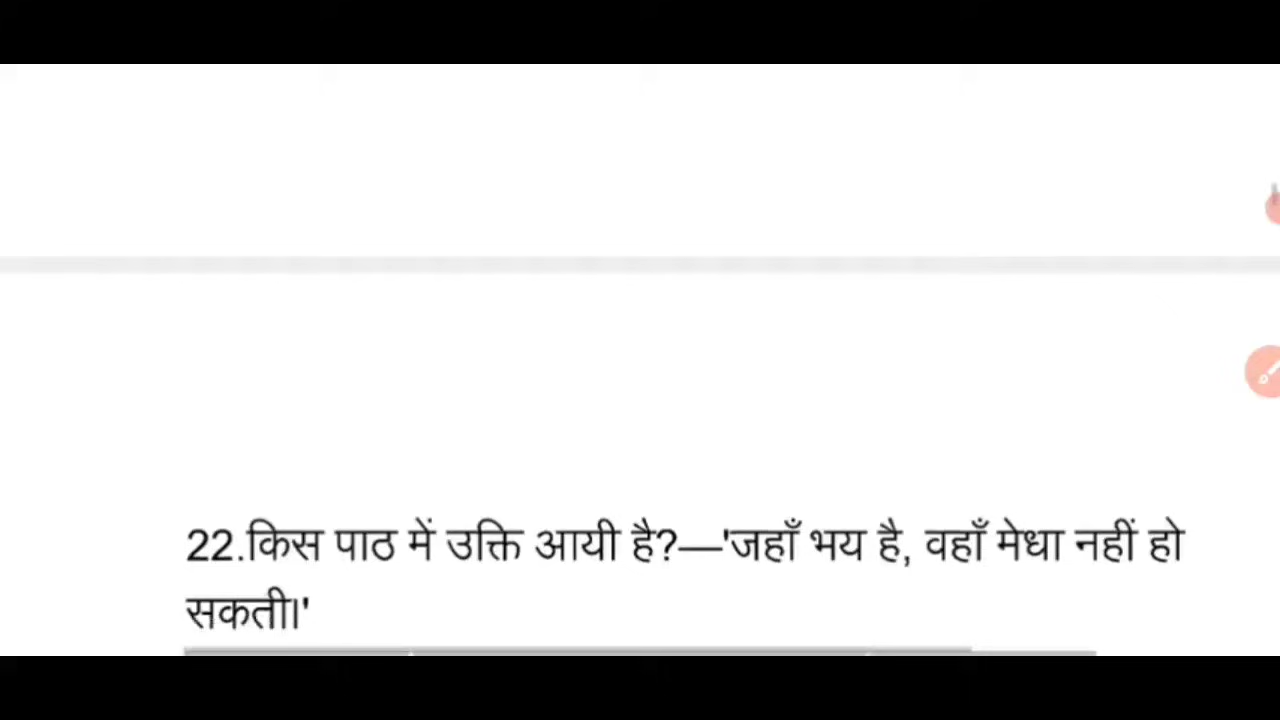 22.किस पाठ में उक्ति आयी है?—'जहाँ भय है, वहाँ मेधा नहीं हो
सकती।'